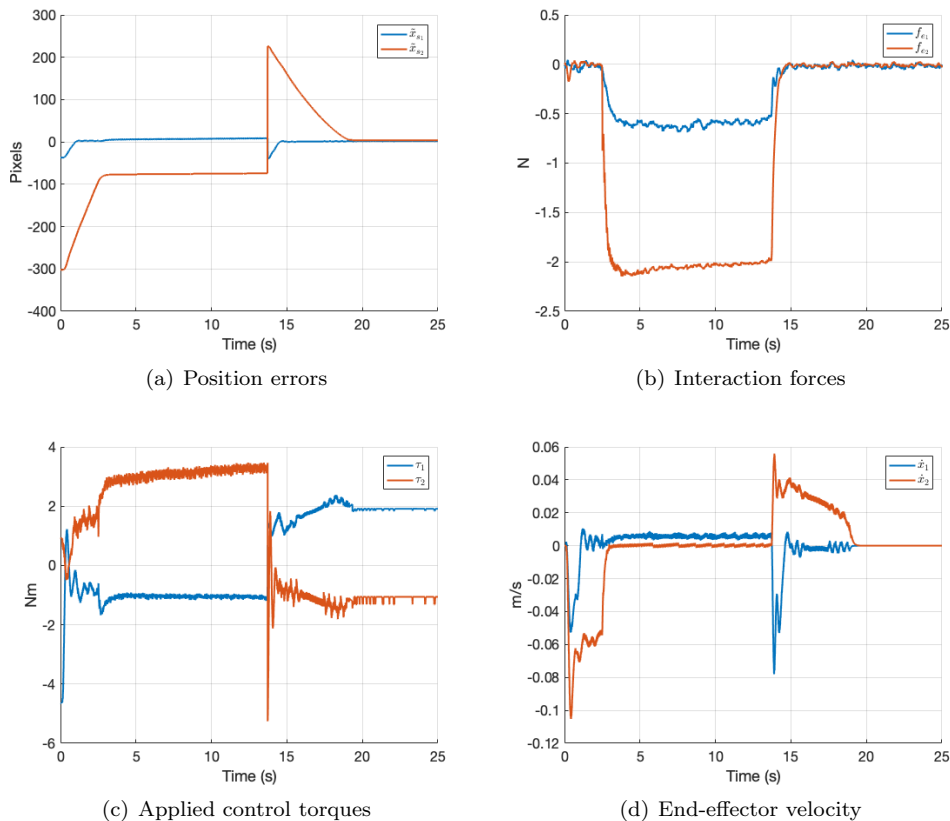 300
200
100
0
-100
-200
-300
-400
Pixels
x̃s1
x̃s2
0 5 10 15 20 25
Time (s)
(a) Position errors
0
-0.5
-1
-1.5
-2
-2.5
N
fe1
fe2
0 5 10 15 20 25
Time (s)
(b) Interaction forces
4
2
0
-2
-4
-6
Nm
τ1
τ2
0 5 10 15 20 25
Time (s)
(c) Applied control torques
0.06
0.04
0.02
0
-0.02
-0.04
-0.06
-0.08
-0.1
-0.12
m/s
ẋ1
ẋ2
0 5 10 15 20 25
Time (s)
(d) End-effector velocity